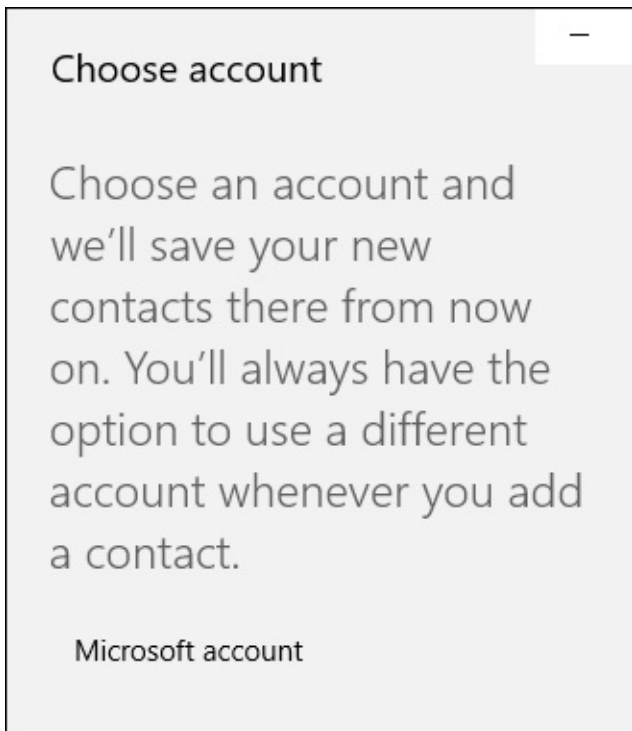 Choose account
Choose an account and
we’ll save your new
contacts there from now
on. You’ll always have the
option to use a different
account whenever you add
a contact.
Microsoft account